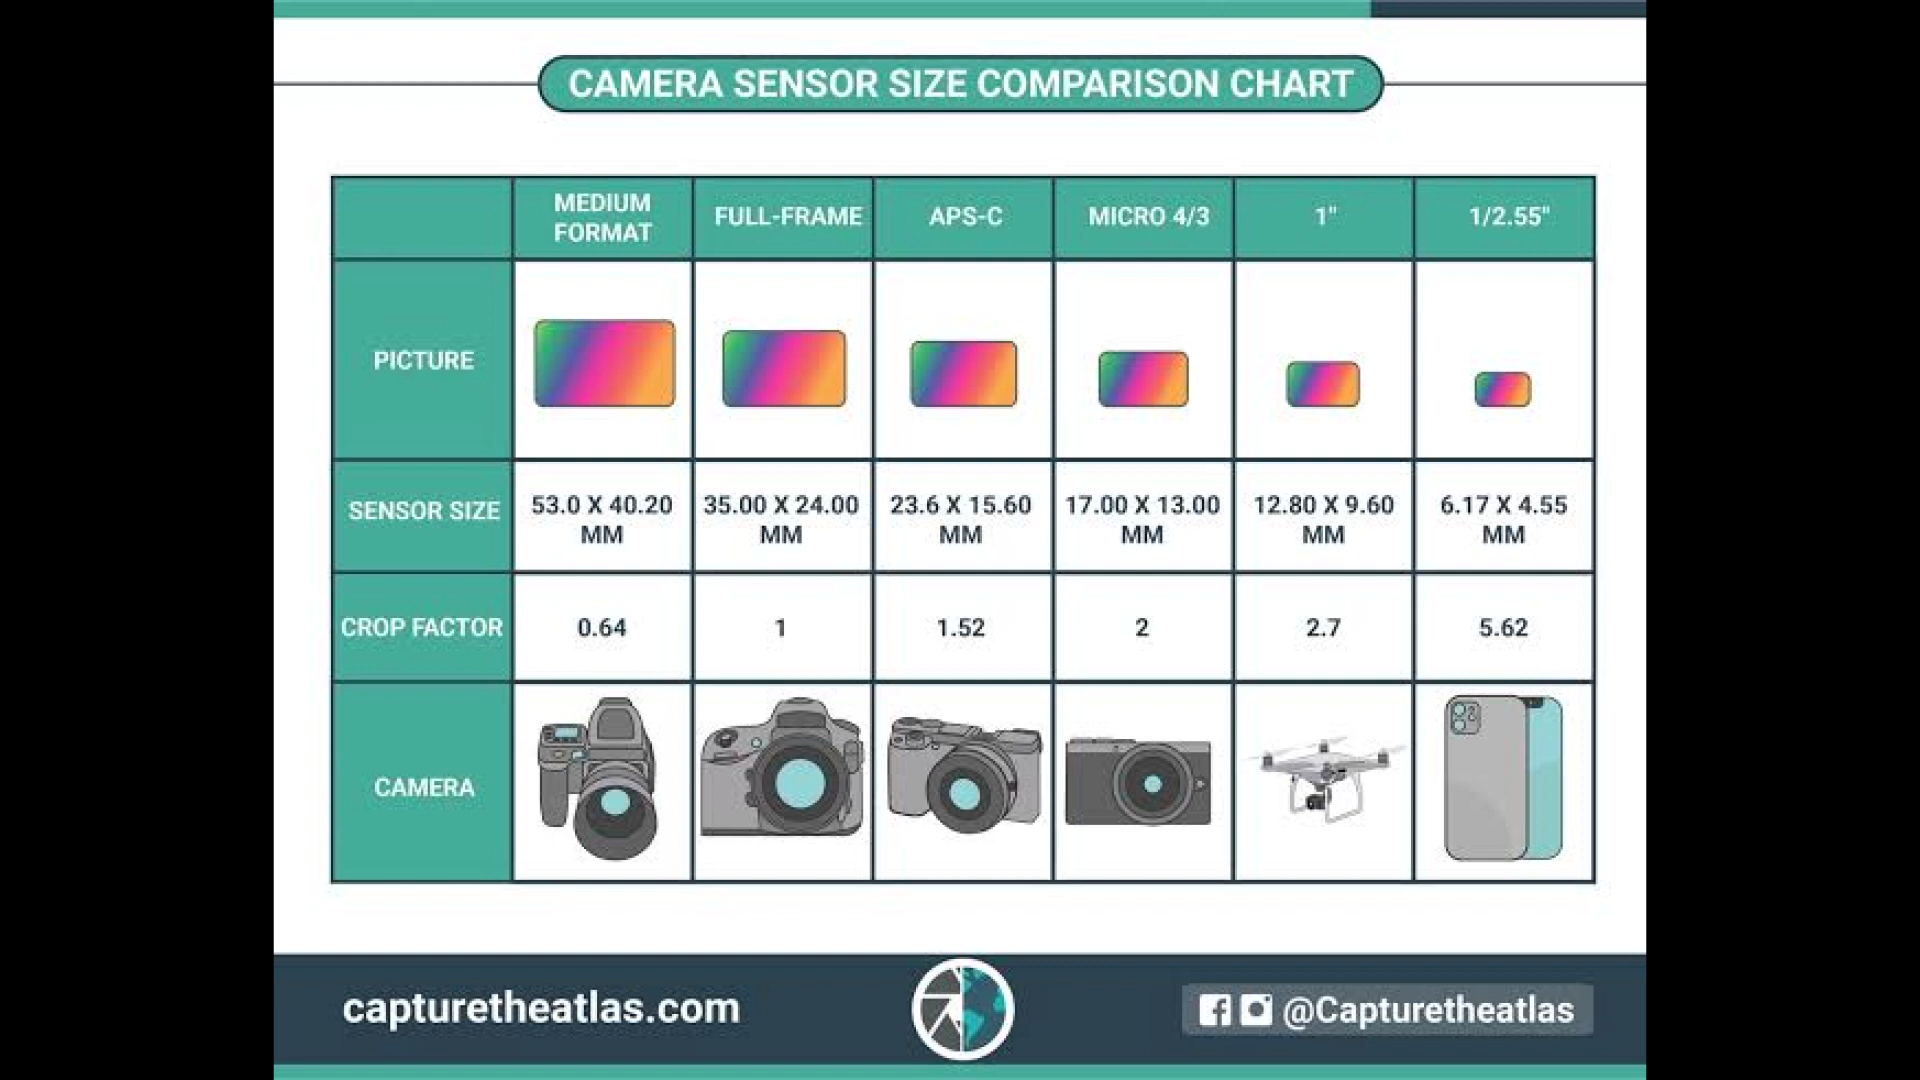 CAMERA SENSOR SIZE COMPARISON CHART
MEDIUM
FORMAT
FULL-FRAME
APS-C
MICRO 4/3
1"
1/2.55"
PICTURE
SENSOR SIZE
53.0 X 40.20
MM
35.00 X 24.00
MM
23.6 X 15.60
MM
17.00 X 13.00
MM
12.80 X 9.60
MM
6.17 X 4.55
MM
CROP FACTOR
0.64
1
1.52
2
2.7
5.62
CAMERA
capturetheatlas.com
@Capturetheatlas